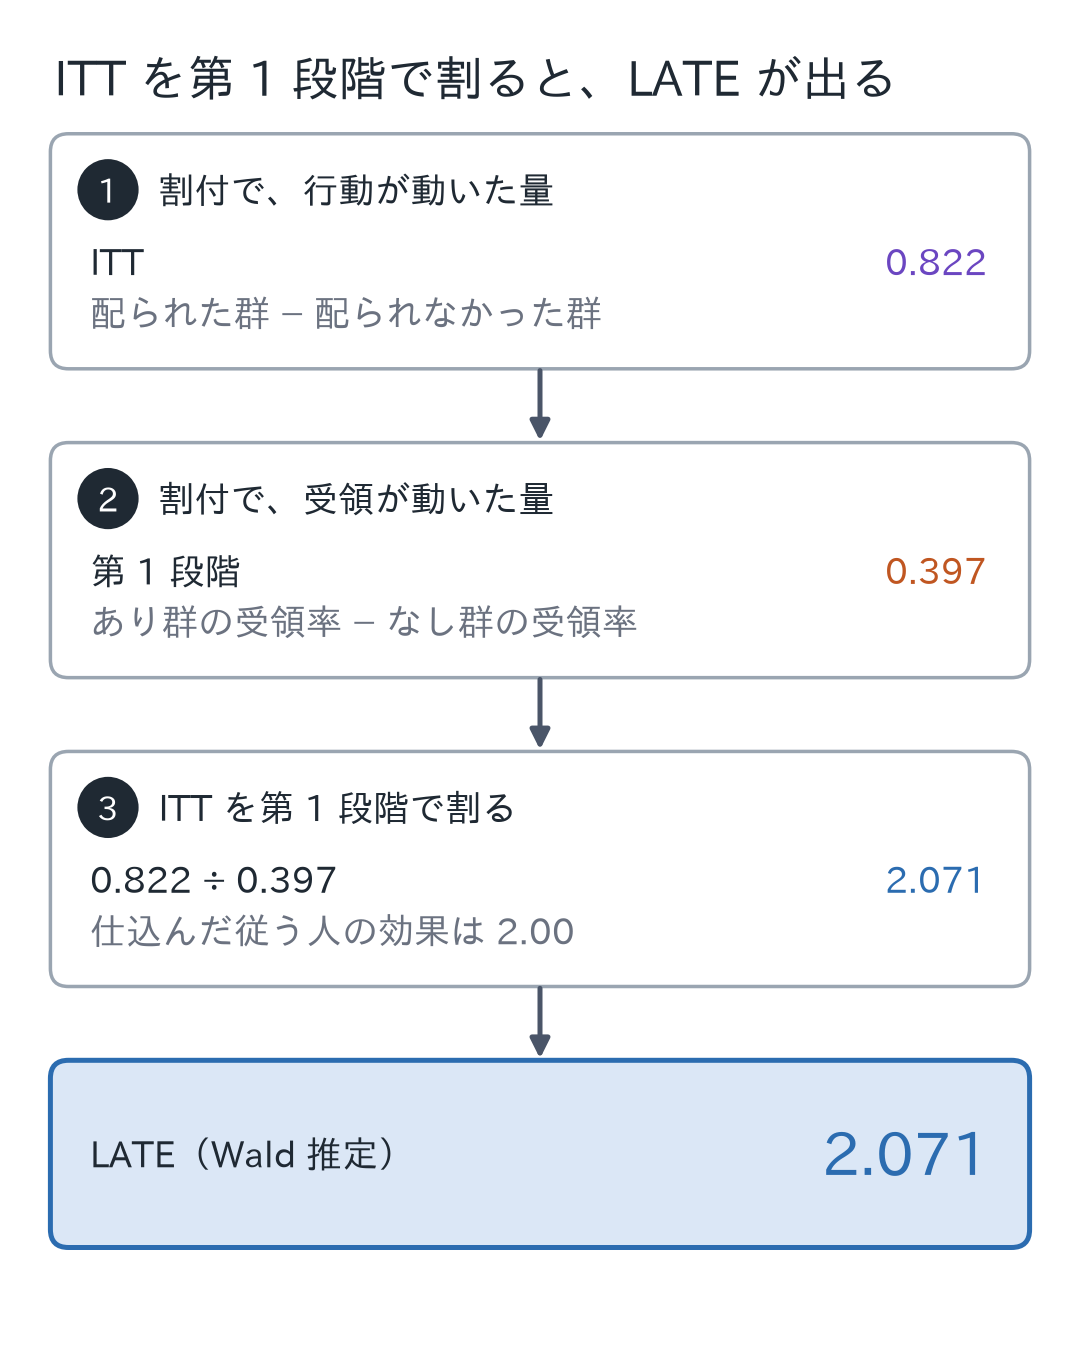 ITT を第 1 段階で割ると、LATE が出る
1 割付で、行動が動いた量
ITT 0.822
配られた群 − 配られなかった群
2 割付で、受領が動いた量
第 1 段階 0.397
あり群の受領率 − なし群の受領率
3 ITT を第 1 段階で割る
0.822 ÷ 0.397 2.071
仕込んだ従う人の効果は 2.00
LATE（Wald 推定） 2.071